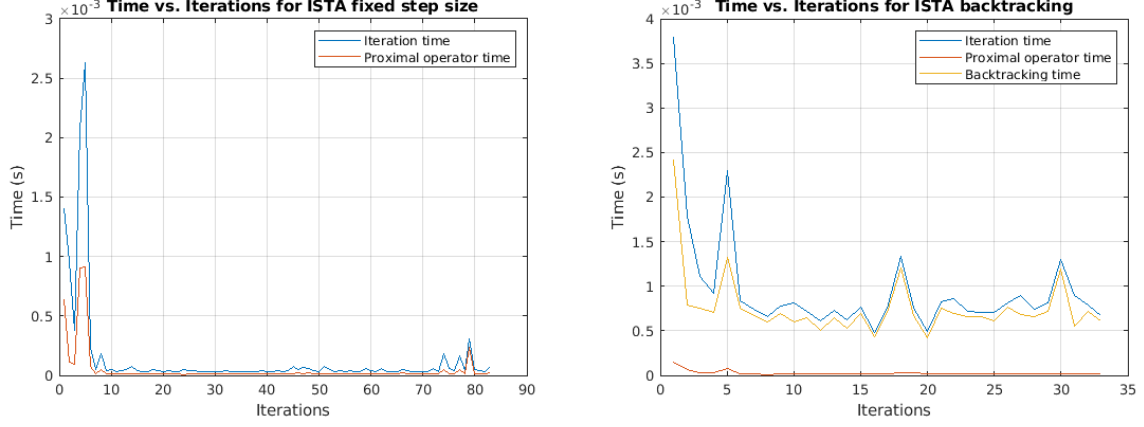 Time vs. Iterations for ISTA fixed step size
×10⁻³
3
2.5
2
1.5
1
0.5
0
Time (s)
0 10 20 30 40 50 60 70 80 90
Iterations
Iteration time
Proximal operator time
Time vs. Iterations for ISTA backtracking
×10⁻³
4
3.5
3
2.5
2
1.5
1
0.5
0
Time (s)
0 5 10 15 20 25 30 35
Iterations
Iteration time
Proximal operator time
Backtracking time